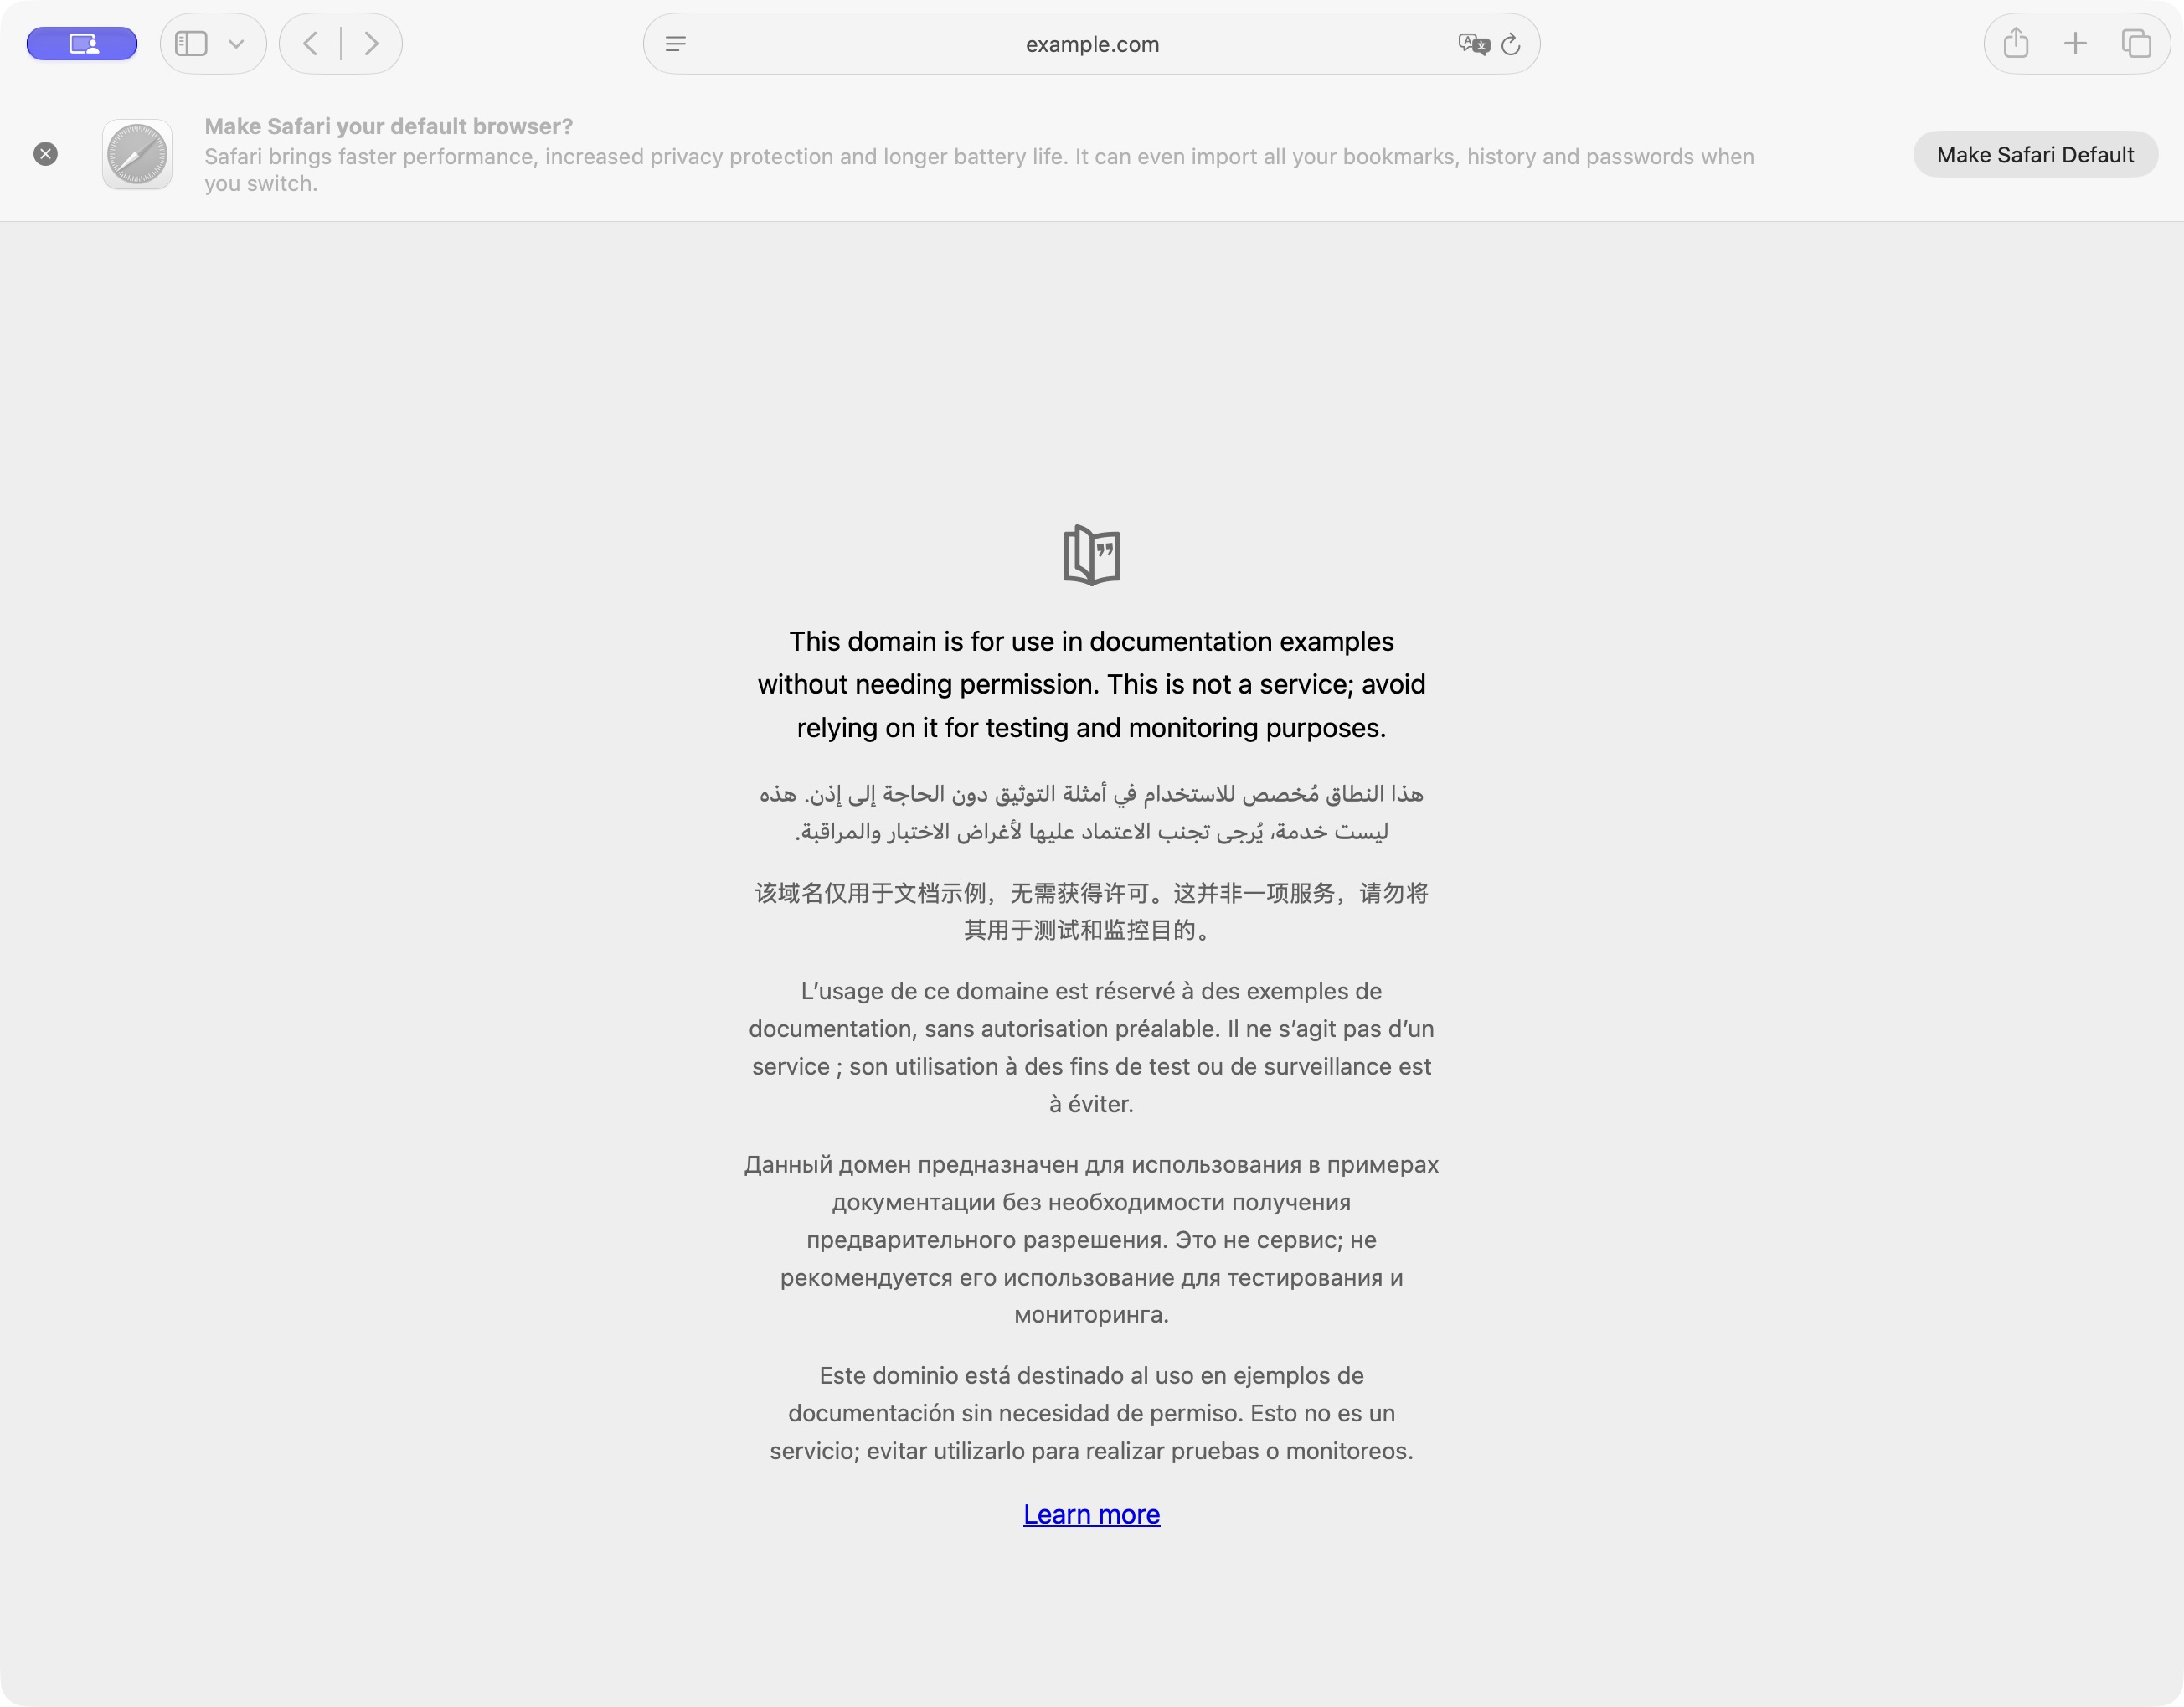 example.com
Make Safari your default browser?
Safari brings faster performance, increased privacy protection and longer battery life. It can even import all your bookmarks, history and passwords when
you switch.
Make Safari Default
This domain is for use in documentation examples
without needing permission. This is not a service; avoid
relying on it for testing and monitoring purposes.
هذا النطاق مُخصص للاستخدام في أمثلة التوثيق دون الحاجة إلى إذن. هذه
ليست خدمة، يُرجى تجنب الاعتماد عليها لأغراض الاختبار والمراقبة.
该域名仅用于文档示例，无需获得许可。这并非一项服务，请勿将
其用于测试和监控目的。
L’usage de ce domaine est réservé à des exemples de
documentation, sans autorisation préalable. Il ne s’agit pas d’un
service ; son utilisation à des fins de test ou de surveillance est
à éviter.
Данный домен предназначен для использования в примерах
документации без необходимости получения
предварительного разрешения. Это не сервис; не
рекомендуется его использование для тестирования и
мониторинга.
Este dominio está destinado al uso en ejemplos de
documentación sin necesidad de permiso. Esto no es un
servicio; evitar utilizarlo para realizar pruebas o monitoreos.
Learn more